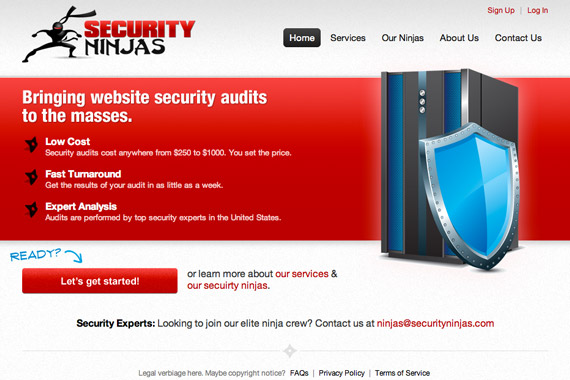 Sign Up | Log In
SECURITY
NINJAS
Home Services Our Ninjas About Us Contact Us
Bringing website security audits
to the masses.
Low Cost
Security audits cost anywhere from $250 to $1000. You set the price.
Fast Turnaround
Get the results of your audit in as little as a week.
Expert Analysis
Audits are performed by top security experts in the United States.
READY?
Let's get started!
or learn more about our services &
our secuirty ninjas.
Security Experts: Looking to join our elite ninja crew? Contact us at ninjas@securityninjas.com
Legal verbiage here. Maybe copyright notice? FAQs | Privacy Policy | Terms of Service